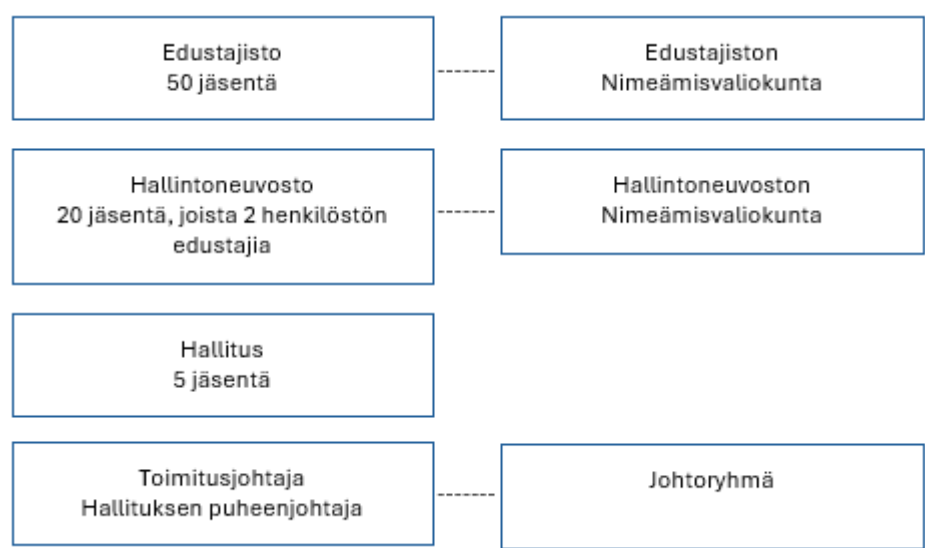 Edustajisto
50 jäsentä
Edustajiston
Nimeämisvaliokunta
Hallintoneuvosto
20 jäsentä, joista 2 henkilöstön
edustajia
Hallintoneuvoston
Nimeämisvaliokunta
Hallitus
5 jäsentä
Toimitusjohtaja
Hallituksen puheenjohtaja
Johtoryhmä